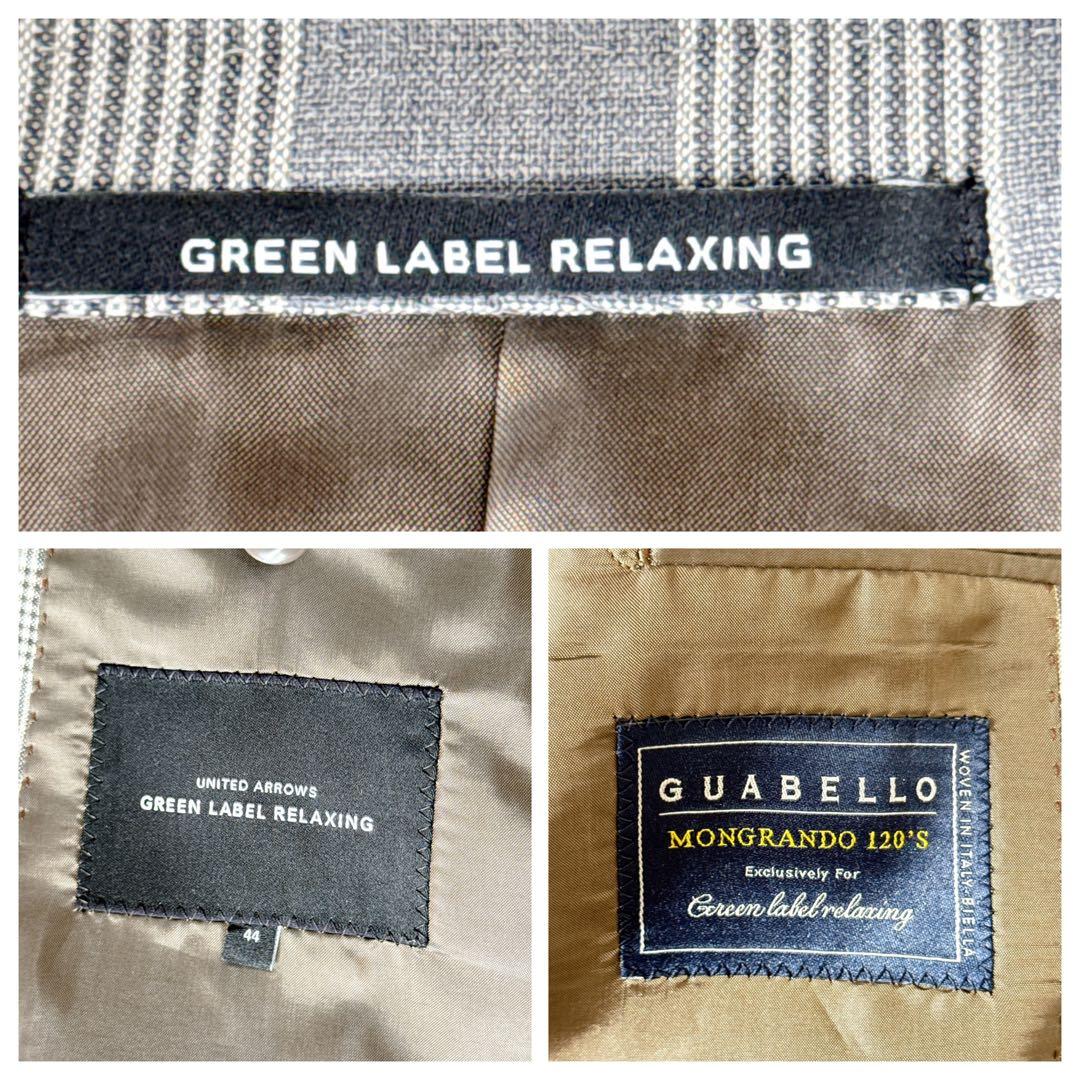 GREEN LABEL RELAXING
UNITED ARROWS
GREEN LABEL RELAXING
44
GUABELLO
MONGRANDO 120'S
Exclusively For
Green label relaxing
WOVEN IN ITALY·BIELLA